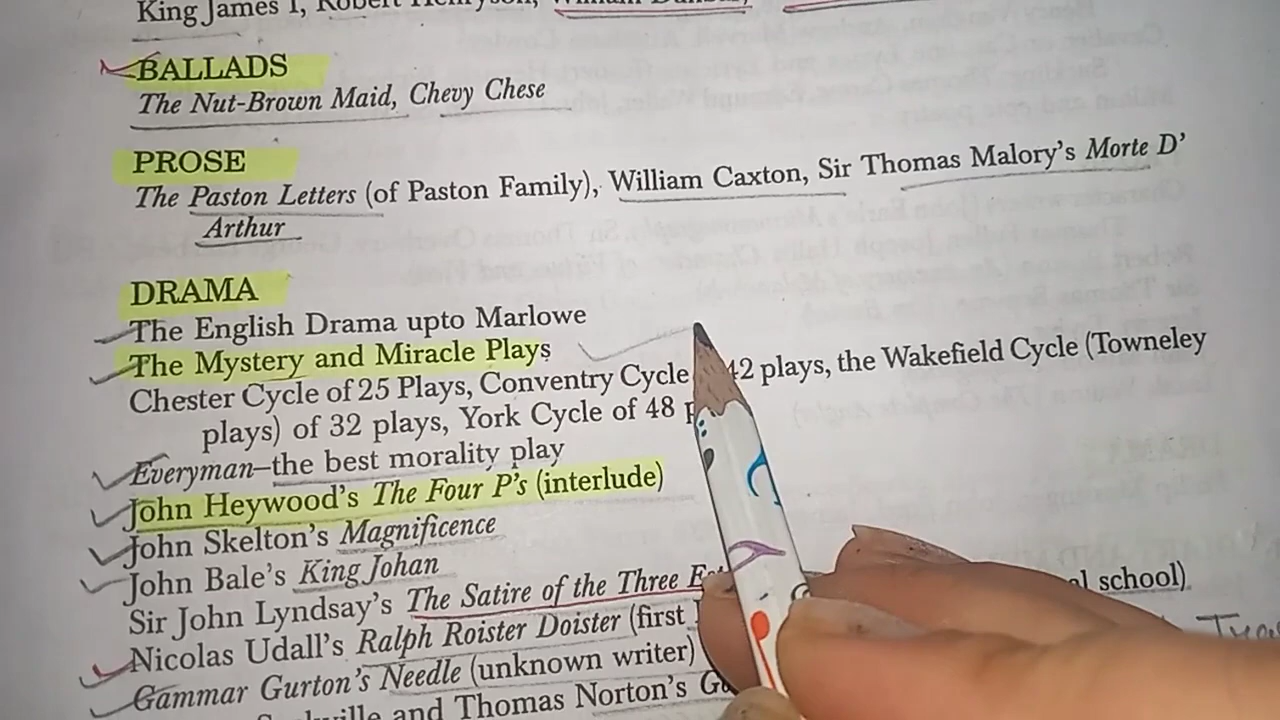 King James I, Robert Henryson, William Dunbar,
BALLADS
The Nut-Brown Maid, Chevy Chese
PROSE
The Paston Letters (of Paston Family), William Caxton, Sir Thomas Malory's Morte D'
Arthur
DRAMA
The English Drama upto Marlowe
The Mystery and Miracle Plays
Chester Cycle of 25 Plays, Conventry Cycle 42 plays, the Wakefield Cycle (Towneley
plays) of 32 plays, York Cycle of 48
Everyman–the best morality play
John Heywood's The Four P's (interlude)
John Skelton's Magnificence
John Bale's King Johan
Sir John Lyndsay's The Satire of the Three
Nicolas Udall's Ralph Roister Doister (first school)
Gammar Gurton's Needle (unknown writer)
and Thomas Norton's